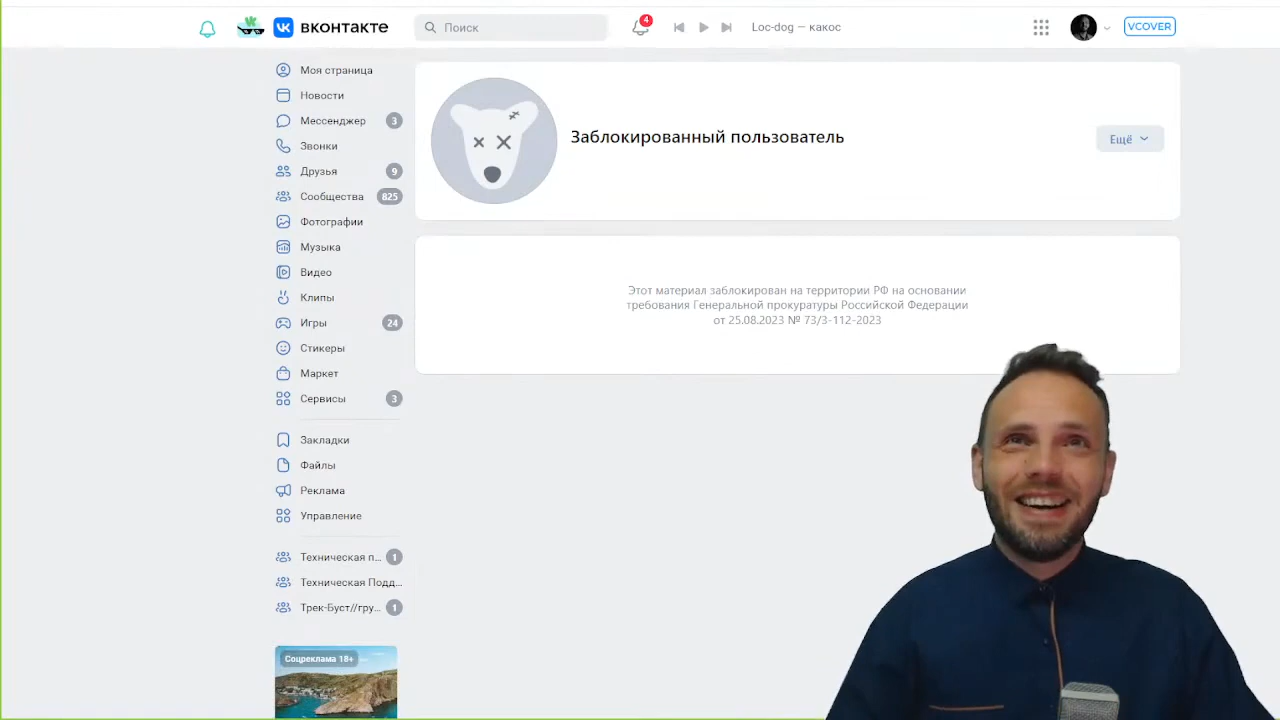 вконтакте
Поиск
4
Loc-dog — какос
VCOVER
Моя страница
Новости
Мессенджер 3
Звонки
Друзья 9
Сообщества 825
Фотографии
Музыка
Видео
Клипы
Игры 24
Стикеры
Маркет
Сервисы 3
Закладки
Файлы
Реклама
Управление
Техническая п... 1
Техническая Подд...
Трек-Буст//гру... 1
Соцреклама 18+
Заблокированный пользователь
Ещё
Этот материал заблокирован на территории РФ на основании
требования Генеральной прокуратуры Российской Федерации
от 25.08.2023 № 73/3-112-2023